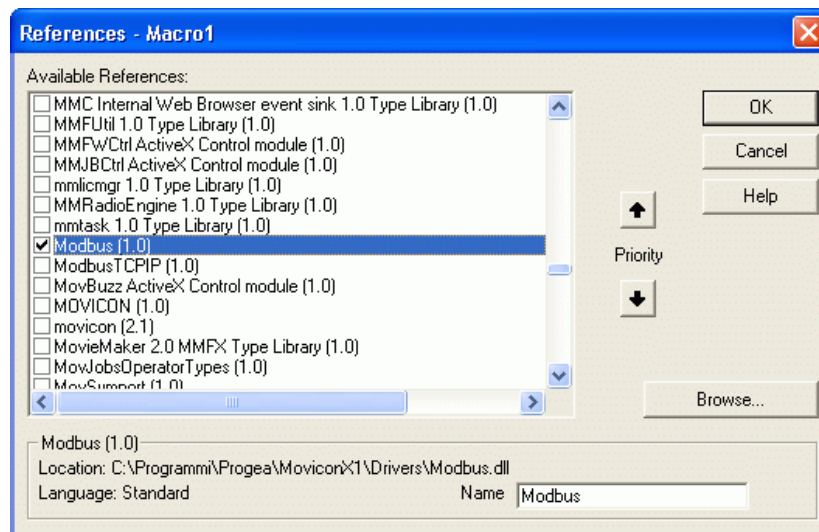 References - Macro1
Available References:
MMC Internal Web Browser event sink 1.0 Type Library (1.0)
MMFUtil 1.0 Type Library (1.0)
MMFWCtrl ActiveX Control module (1.0)
MMJBCtrl ActiveX Control module (1.0)
mmlicmgr 1.0 Type Library (1.0)
MMRadioEngine 1.0 Type Library (1.0)
mmtask 1.0 Type Library (1.0)
Modbus (1.0)
ModbusTCPIP (1.0)
MovBuzz ActiveX Control module (1.0)
MOVICON (1.0)
movicon (2.1)
MovieMaker 2.0 MMFX Type Library (1.0)
MovJobsOperatorTypes (1.0)
MovSumport (1.0)
OK
Cancel
Help
Priority
Browse...
Modbus (1.0)
Location: C:\Programmi\Progea\MoviconX1\Drivers\Modbus.dll
Language: Standard
Name Modbus